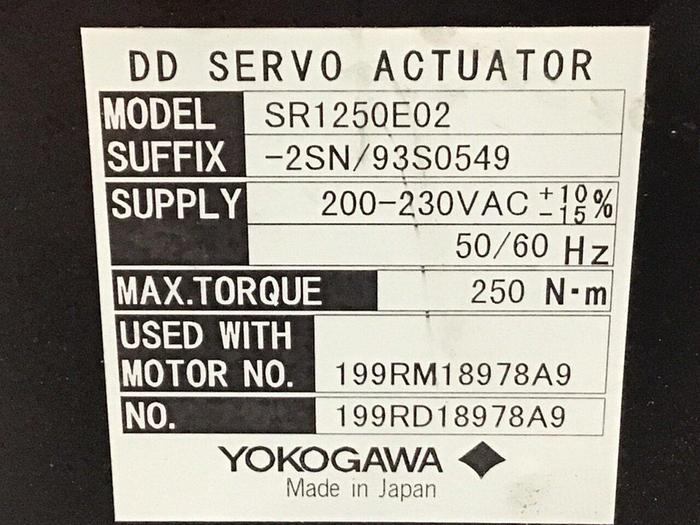 DD SERVO ACTUATOR
MODEL SR1250E02
SUFFIX -2SN/93S0549
SUPPLY 200-230VAC +10 -15 %
50/60 Hz
MAX.TORQUE 250 N·m
USED WITH
MOTOR NO. 199RM18978A9
NO. 199RD18978A9
YOKOGAWA
Made in Japan